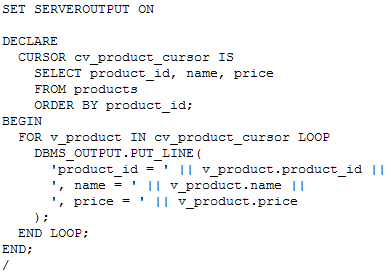 SET SERVEROUTPUT ON

DECLARE
  CURSOR cv_product_cursor IS
    SELECT product_id, name, price
    FROM products
    ORDER BY product_id;
BEGIN
  FOR v_product IN cv_product_cursor LOOP
    DBMS_OUTPUT.PUT_LINE(
      'product_id = ' || v_product.product_id ||
      ', name = ' || v_product.name ||
      ', price = ' || v_product.price
    );
  END LOOP;
END;
/